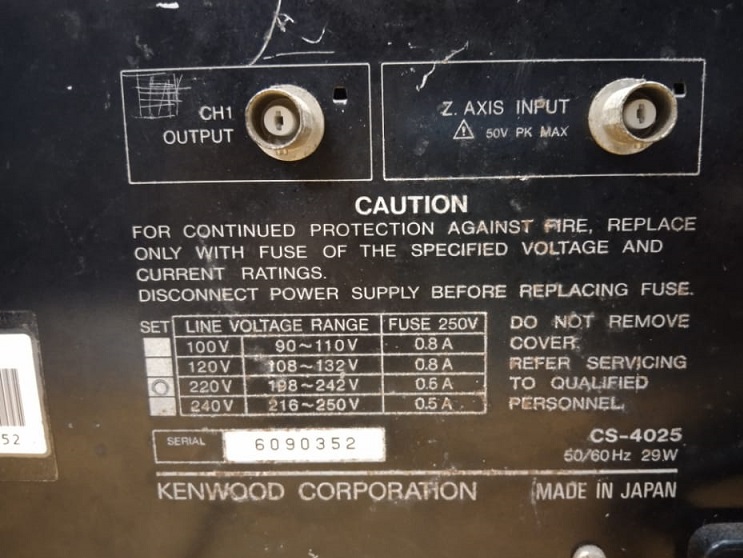 CH1
OUTPUT
Z. AXIS INPUT
⚠ 50V PK MAX
CAUTION
FOR CONTINUED PROTECTION AGAINST FIRE, REPLACE
ONLY WITH FUSE OF THE SPECIFIED VOLTAGE AND
CURRENT RATINGS.
DISCONNECT POWER SUPPLY BEFORE REPLACING FUSE.
SET LINE VOLTAGE RANGE FUSE 250V
100V 90~110V 0.8A
120V 108~132V 0.8A
220V 198~242V 0.5A
240V 216~250V 0.5A
DO NOT REMOVE
COVER.
REFER SERVICING
TO QUALIFIED
PERSONNEL.
52
SERIAL 6090352
CS-4025
50/60Hz 29W
KENWOOD CORPORATION MADE IN JAPAN